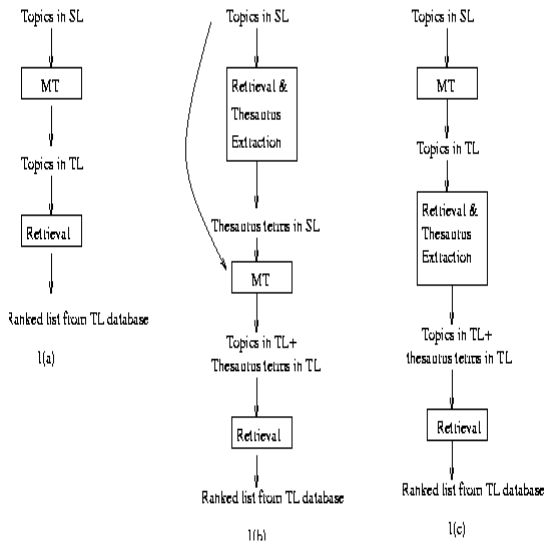 Topics in SL
MT
Topics in TL
Retrieval
Ranked list from TL database
1(a)
Topics in SL
Retrieval &
Thesautus
Extraction
Thesautus terms in SL
MT
Topics in TL+
Thesautus terms in TL
Retrieval
Ranked list from TL database
1(b)
Topics in SL
MT
Topics in TL
Retrieval &
Thesautus
Extraction
Topics in TL+
thesautus terms in TL
Retrieval
Ranked list from TL database
1(c)